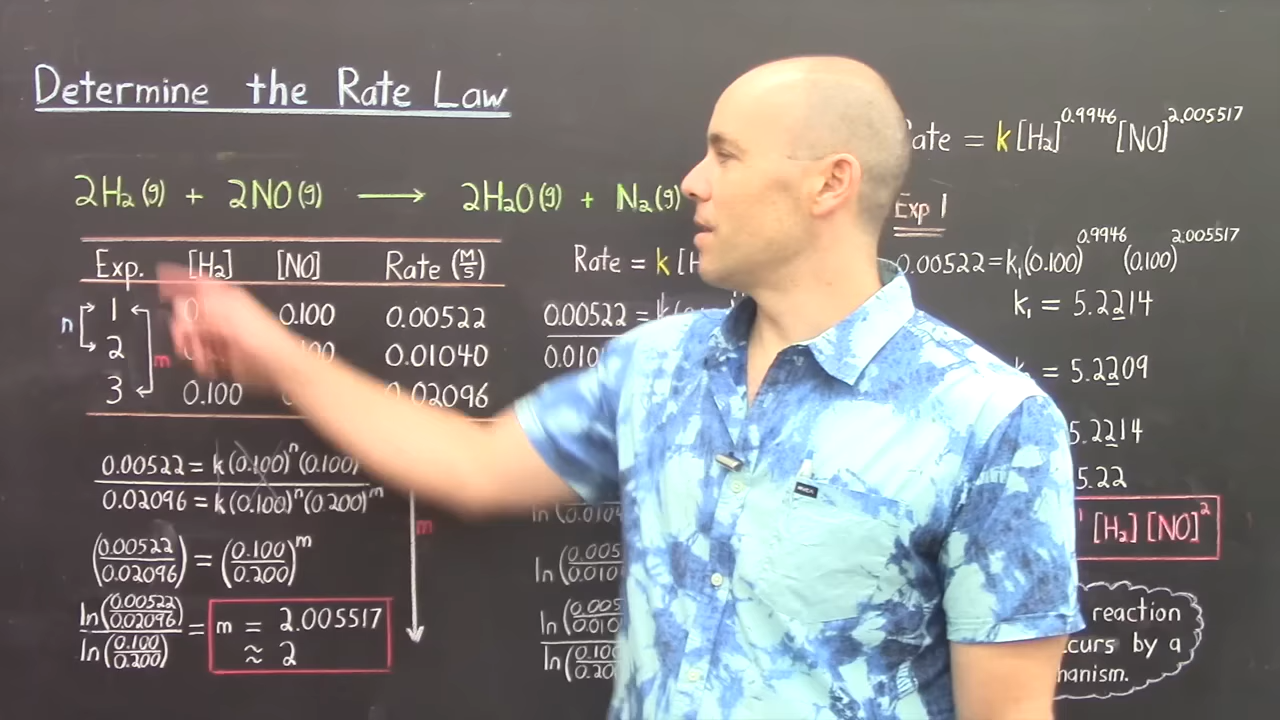 Determine the Rate Law
2H₂(g) + 2NO(g) ⟶ 2H₂O(g) + N₂(g)
Exp. [H₂] [NO] Rate (M/s)
n 1 0.100 0.00522
2 m 0.01040
3 0.100 0.02096
0.00522 = k(0.100)ⁿ(0.100)
0.02096 = k(0.100)ⁿ(0.200)ᵐ
(0.00522/0.02096) = (0.100/0.200)ᵐ
ln(0.00522/0.02096)/ln(0.100/0.200) = m = 2.005517
≈ 2
m
Rate = k[H
0.00522 =
ln
ln(
ln(
ln(
= k[H₂]^0.9946 [NO]^2.005517
Exp 1
0.00522 = k₁(0.100)^0.9946 (0.100)^2.005517
k₁ = 5.2214
= 5.2209
5.2214
5.22
[H₂][NO]²
reaction
by a